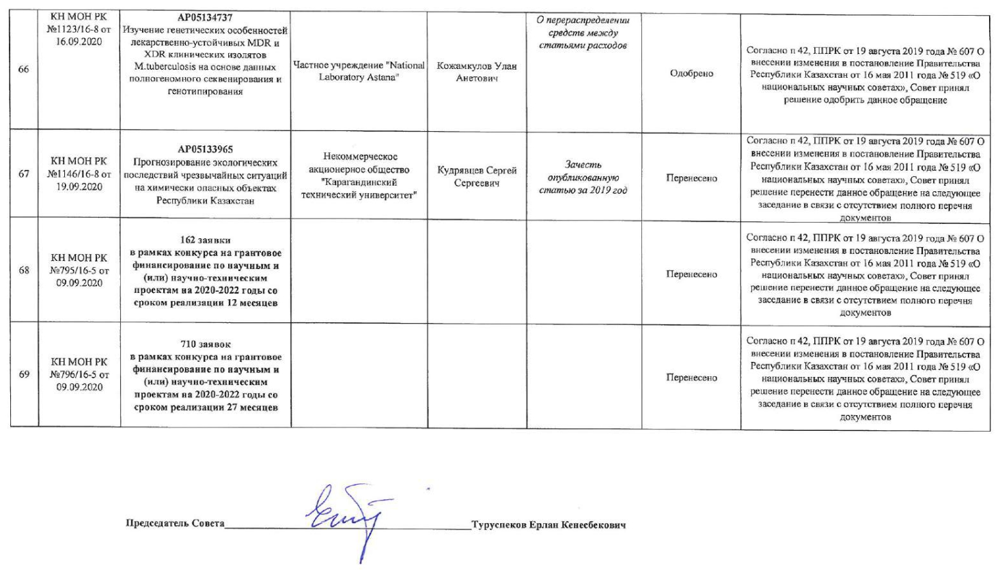 66
КН МОН РК
№1123/16-8 от
16.09.2020
АР05134737
Изучение генетических особенностей
лекарственно-устойчивых MDR и
XDR клинических изолятов
M.tuberculosis на основе данных
полногеномного секвенирования и
генотипирования
Частное учреждение "National
Laboratory Astana"
Кожамкулов Улан
Анетович
О перераспределении
средств между
статьями расходов
Одобрено
Согласно п 42, ППРК от 19 августа 2019 года № 607 О
внесении изменения в постановление Правительства
Республики Казахстан от 16 мая 2011 года № 519 «О
национальных научных советах», Совет принял
решение одобрить данное обращение
67
КН МОН РК
№1146/16-8 от
19.09.2020
АР05133965
Прогнозирование экологических
последствий чрезвычайных ситуаций
на химически опасных объектах
Республики Казахстан
Некоммерческое
акционерное общество
"Карагандинский
технический университет"
Кудрявцев Сергей
Сергеевич
Зачесть
опубликованную
статью за 2019 год
Перенесено
Согласно п 42, ППРК от 19 августа 2019 года № 607 О
внесении изменения в постановление Правительства
Республики Казахстан от 16 мая 2011 года № 519 «О
национальных научных советах», Совет принял
решение перенести данное обращение на следующее
заседание в связи с отсутствием полного перечня
документов
68
КН МОН РК
№795/16-5 от
09.09.2020
162 заявки
в рамках конкурса на грантовое
финансирование по научным и
(или) научно-техническим
проектам на 2020-2022 годы со
сроком реализации 12 месяцев
Перенесено
Согласно п 42, ППРК от 19 августа 2019 года № 607 О
внесении изменения в постановление Правительства
Республики Казахстан от 16 мая 2011 года № 519 «О
национальных научных советах», Совет принял
решение перенести данное обращение на следующее
заседание в связи с отсутствием полного перечня
документов
69
КН МОН РК
№796/16-5 от
09.09.2020
710 заявок
в рамках конкурса на грантовое
финансирование по научным и
(или) научно-техническим
проектам на 2020-2022 годы со
сроком реализации 27 месяцев
Перенесено
Согласно п 42, ППРК от 19 августа 2019 года № 607 О
внесении изменения в постановление Правительства
Республики Казахстан от 16 мая 2011 года № 519 «О
национальных научных советах», Совет принял
решение перенести данное обращение на следующее
заседание в связи с отсутствием полного перечня
документов
Председатель Совета Туруспеков Ерлан Кенесбекович